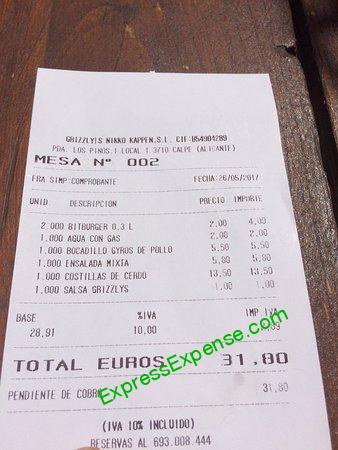 GRIZZLY'S NIKKO KAPPEN,S.L. CIF:B54904289
PDA. LOS PINOS,1 LOCAL 1 3710 CALPE (ALICANTE)
MESA Nº 002
FRA SIMP:COMPROBANTE FECHA:26/05/2017
UNID. DESCRIPCION PRECIO IMPORTE
2,000 BITBURGER 0,3 L 2,00 4,00
1,000 AGUA CON GAS 2,00 2,00
1,000 BOCADILLO GYROS DE POLLO 5,50 5,50
1,000 ENSALADA MIXTA 5,80 5,80
1,000 COSTILLAS DE CERDO 13,50 13,50
1,000 SALSA GRIZZLYS 1,00 1,00
BASE %IVA IMP IVA
28,91 10,00
TOTAL EUROS 31,80
PENDIENTE DE COBRO 31,80
ExpressExpense.com
(IVA 10% INCLUIDO)
RESERVAS AL 693.008.444